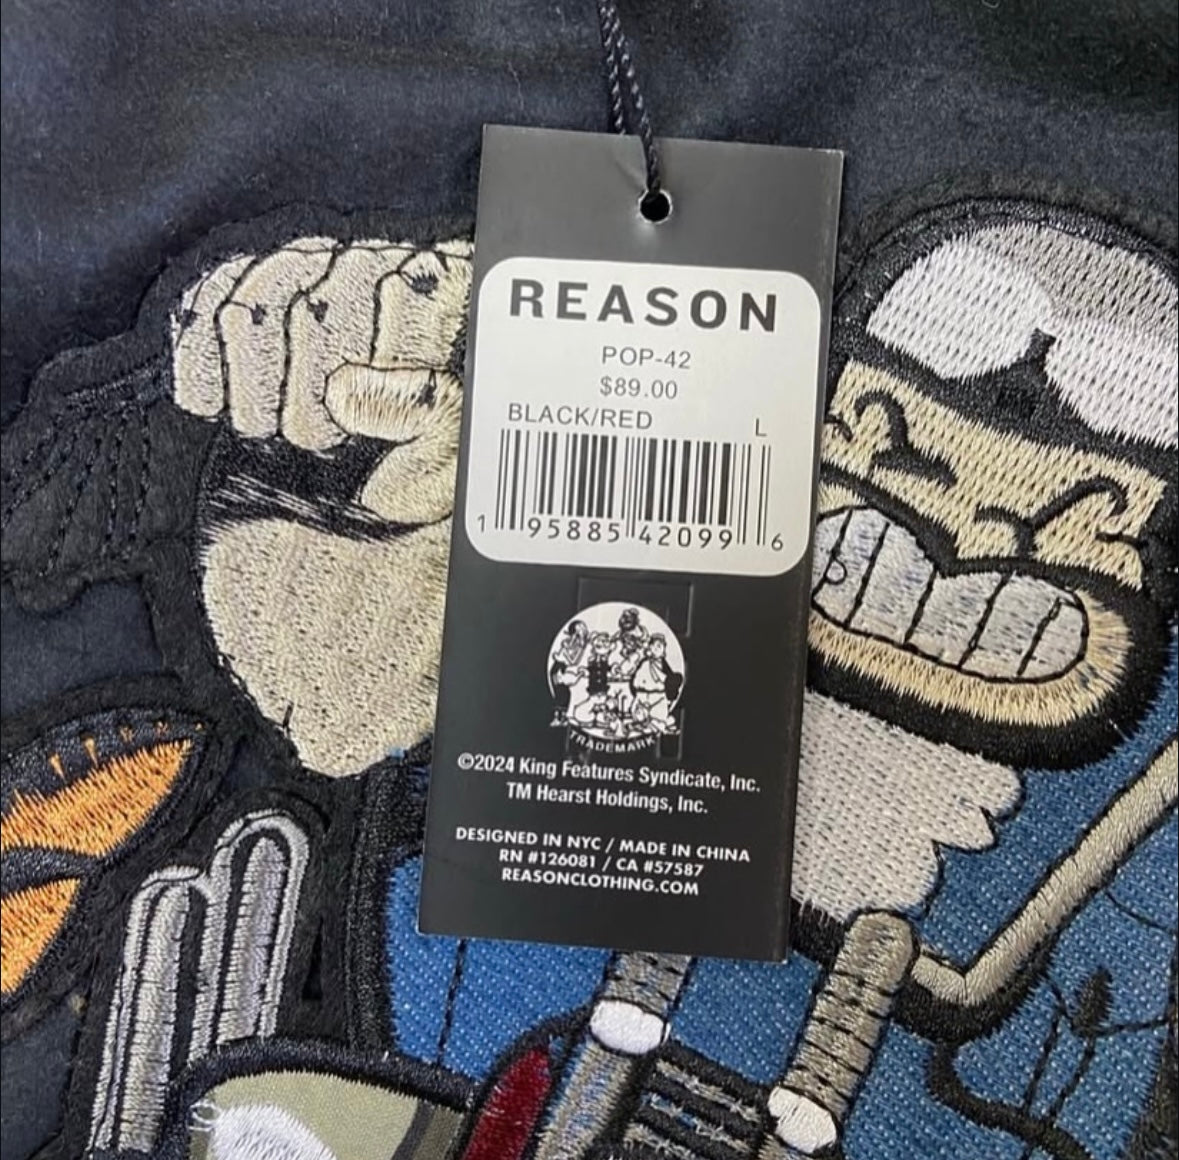 REASON
POP-42
$89.00
BLACK/RED L
1 95885 42099 6
TRADEMARK
©2024 King Features Syndicate, Inc.
TM Hearst Holdings, Inc.
DESIGNED IN NYC / MADE IN CHINA
RN #126081 / CA #57587
REASONCLOTHING.COM